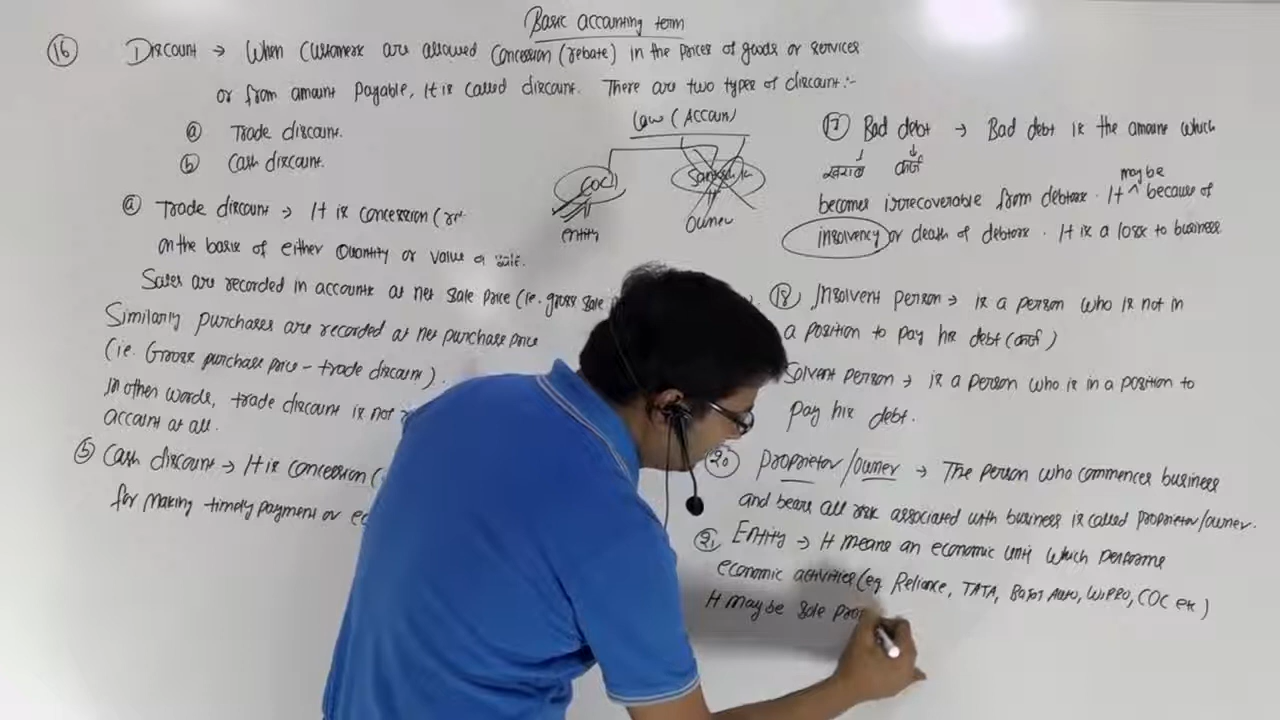 Basic accounting term
16 Discount → When customers are allowed concession (rebate) in the prices of goods or services
or from amount payable, It is called discount. There are two types of discount:-
a Trade discount.
b Cash discount.
a Trade discount → It is concession (
on the basis of either quantity or value of sale.
Sales are recorded in accounts at net sale price (ie. gross sale
Similarly purchases are recorded at net purchase price
(ie. Gross purchase price - trade discount).
In other words, trade discount is not
account at all.
b Cash discount → It is concession (
for making timely payment or
Law (Account)
COC
entity
owner
17 Bad debt → Bad debt is the amount which
खराब कर्ज
becomes irrecoverable from debtors. It maybe because of
insolvency or death of debtors. It is a loss to business
18 Insolvent person → is a person who is not in
a position to pay his debt (कर्ज)
Solvent person → is a person who is in a position to
pay his debt.
20 Proprietor/owner → The person who commences business
and bears all risk associated with business is called proprietor/owner.
21 Entity → It means an economic unit which performs
economic activities (eg Reliance, TATA, Bajaj Auto, WIPRO, COC etc)
It maybe sole prop